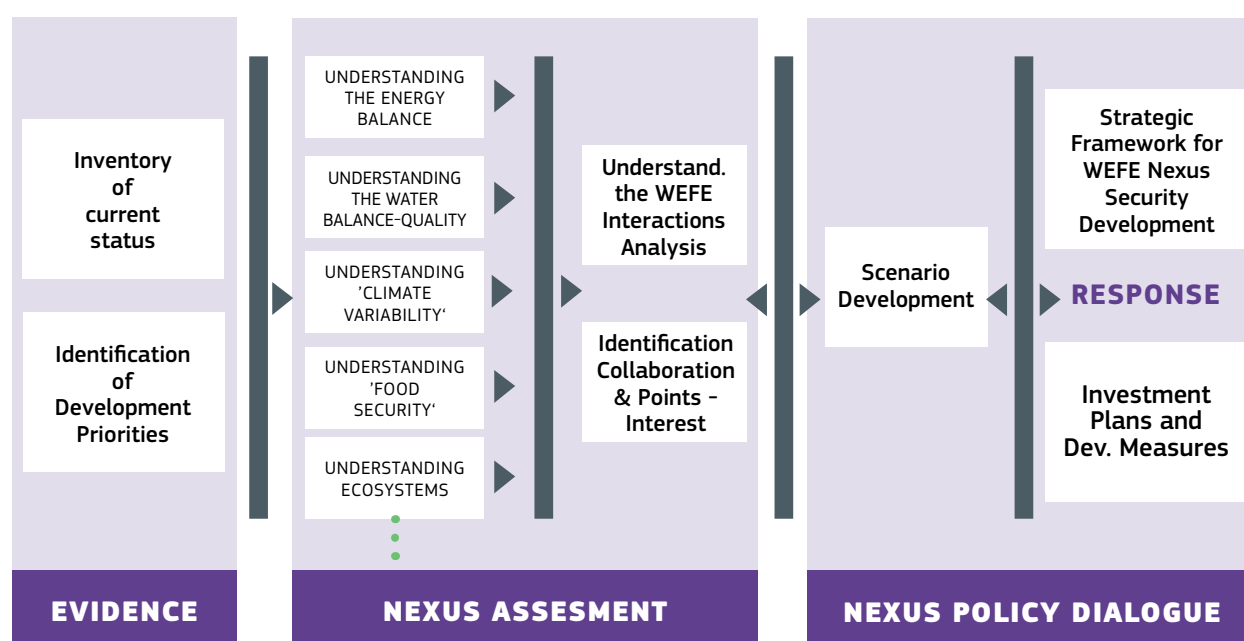 Inventory
of
current
status
Identification
of
Development
Priorities
EVIDENCE
UNDERSTANDING
THE ENERGY
BALANCE
UNDERSTANDING
THE WATER
BALANCE-QUALITY
UNDERSTANDING
'CLIMATE
VARIABILITY‘
UNDERSTANDING
'FOOD
SECURITY‘
UNDERSTANDING
ECOSYSTEMS
Understand.
the WEFE
Interactions
Analysis
Identification
Collaboration
& Points -
Interest
NEXUS ASSESMENT
Scenario
Development
Strategic
Framework for
WEFE Nexus
Security
Development
RESPONSE
Investment
Plans and
Dev. Measures
NEXUS POLICY DIALOGUE